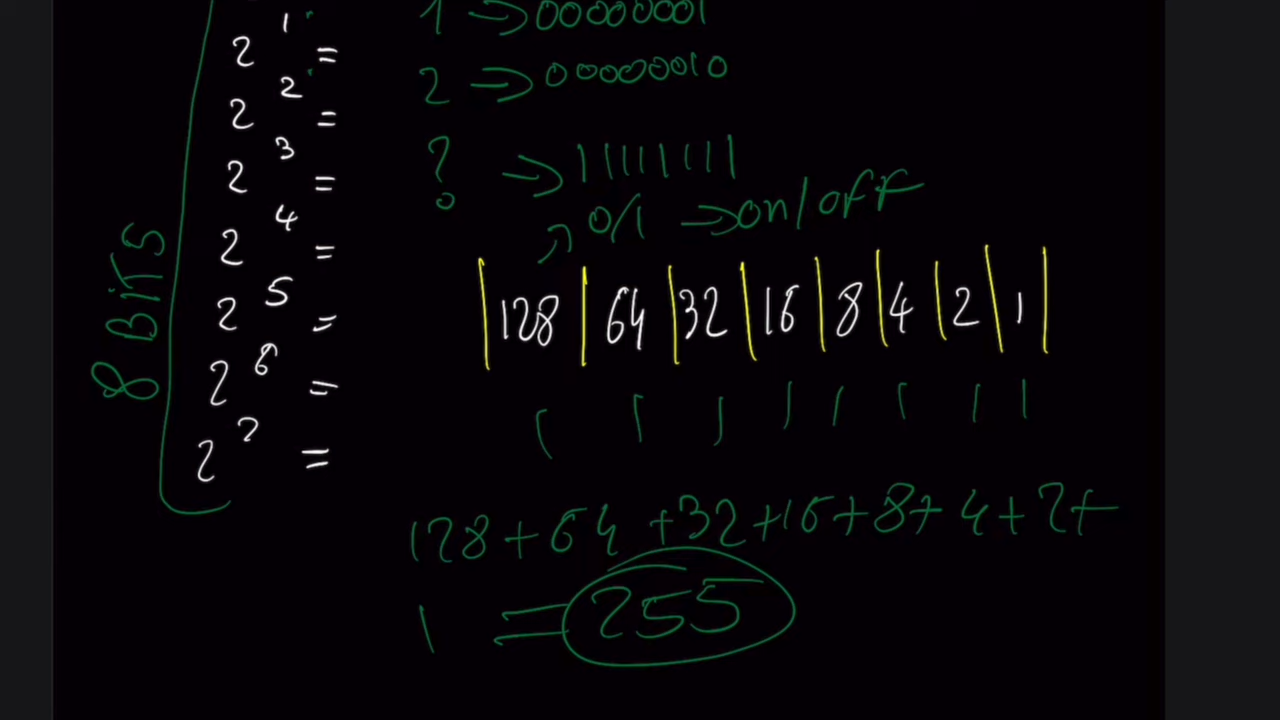 2^1 =
2^2 =
2^3 =
2^4 =
2^5 =
2^6 =
2^7 =
8 Bits
1 → 00000001
2 → 00000010
? → 11111111
0/1 → on/off
|128|64|32|16|8|4|2|1|
1 1 1 1 1 1 1 1
128+64+32+16+8+4+2+
1 = 255